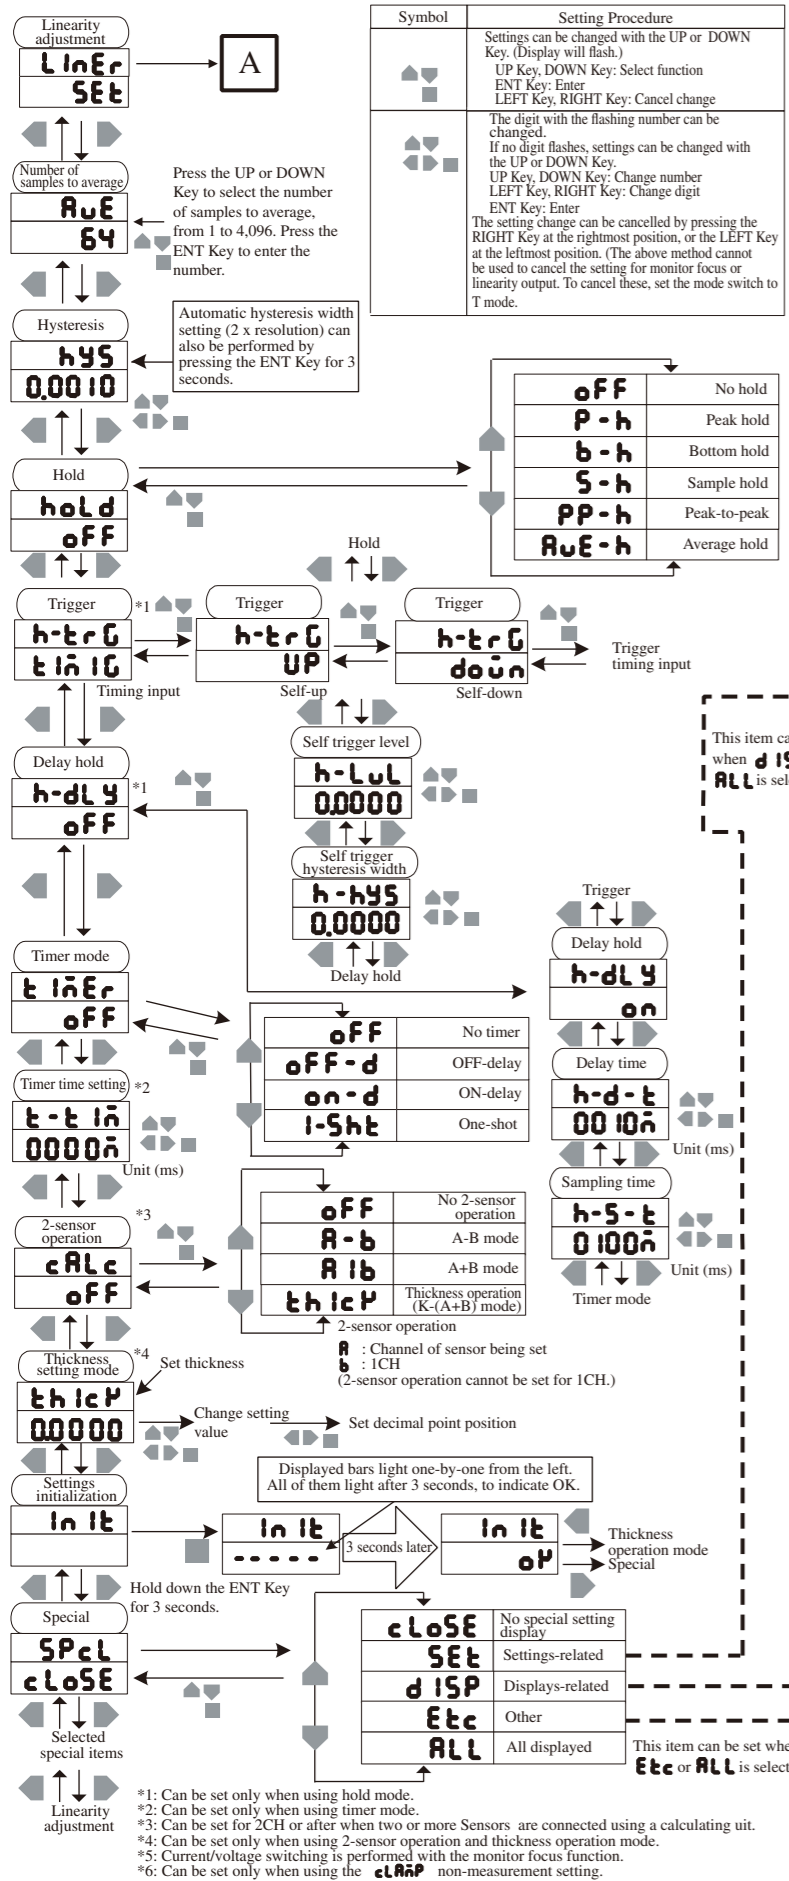 Linearity
adjustment
LInEr
SEt
A
Symbol
Setting Procedure
Settings can be changed with the UP or DOWN
Key. (Display will flash.)
UP Key, DOWN Key: Select function
ENT Key: Enter
LEFT Key, RIGHT Key: Cancel change
The digit with the flashing number can be
changed.
If no digit flashes, settings can be changed with
the UP or DOWN Key.
UP Key, DOWN Key: Change number
LEFT Key, RIGHT Key: Change digit
ENT Key: Enter
The setting change can be cancelled by pressing the
RIGHT Key at the rightmost position, or the LEFT Key
at the leftmost position. (The above method cannot
be used to cancel the setting for monitor focus or
linearity output. To cancel these, set the mode switch to
T mode.
Number of
samples to average
AvE
64
Press the UP or DOWN
Key to select the number
of samples to average,
from 1 to 4,096. Press the
ENT Key to enter the
number.
Hysteresis
hYS
0.0010
Automatic hysteresis width
setting (2 x resolution) can
also be performed by
pressing the ENT Key for 3
seconds.
Hold
hoLd
oFF
oFF No hold
P-h Peak hold
b-h Bottom hold
S-h Sample hold
PP-h Peak-to-peak
AvE-h Average hold
Hold
Trigger *1
h-trG
tImIG
Timing input
Trigger
h-trG
UP
Self-up
Trigger
h-trG
down
Self-down
Trigger
timing input
Self trigger level
h-LvL
0.0000
Self trigger
hysteresis width
h-hYS
0.0000
Delay hold
Delay hold
*1
h-dLY
oFF
This item ca
when dIS
ALL is sele
Trigger
Delay hold
h-dLY
on
Delay time
h-d-t
0010m
Unit (ms)
Sampling time
h-S-t
0100m
Unit (ms)
Timer mode
Timer mode
tImEr
oFF
oFF No timer
oFF-d OFF-delay
on-d ON-delay
1-Sht One-shot
Timer time setting *2
t-tIm
0000m
Unit (ms)
2-sensor
operation
*3
cALc
oFF
oFF No 2-sensor
operation
A-b A-B mode
A1b A+B mode
thIcK Thickness operation
(K-(A+B) mode)
2-sensor operation
A : Channel of sensor being set
b : 1CH
(2-sensor operation cannot be set for 1CH.)
Thickness
setting mode
*4
Set thickness
thIcK
0.0000
Change setting
value
Set decimal point position
Settings
initialization
InIt
Displayed bars light one-by-one from the left.
All of them light after 3 seconds, to indicate OK.
InIt
-----
3 seconds later
InIt
oK
Thickness
operation mode
Special
Hold down the ENT Key
for 3 seconds.
Special
SPcL
cLoSE
cLoSE No special setting
display
SEt Settings-related
dISP Displays-related
Etc Other
ALL All displayed
This item can be set whe
Etc or ALL is select
Selected
special items
Linearity
adjustment
*1: Can be set only when using hold mode.
*2: Can be set only when using timer mode.
*3: Can be set for 2CH or after when two or more Sensors are connected using a calculating uit.
*4: Can be set only when using 2-sensor operation and thickness operation mode.
*5: Current/voltage switching is performed with the monitor focus function.
*6: Can be set only when using the cLAmP non-measurement setting.